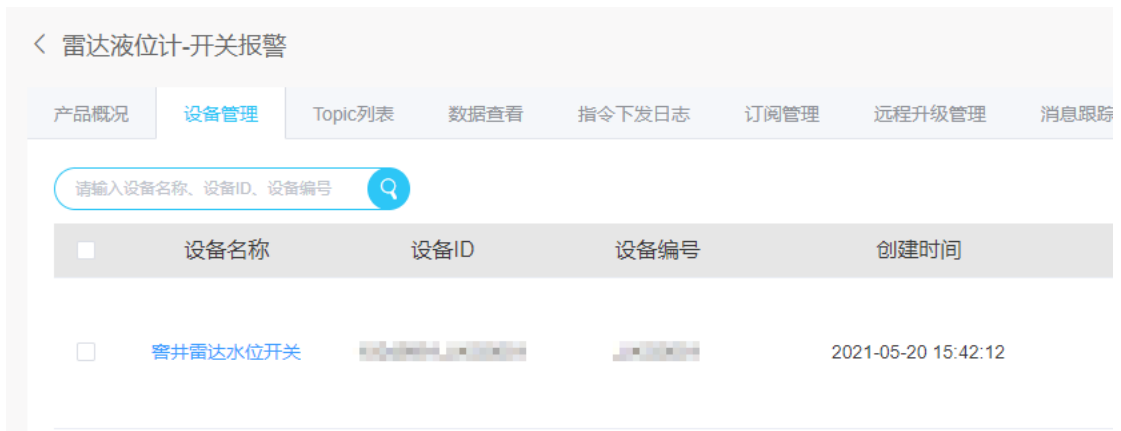 雷达液位计-开关报警
产品概况 设备管理 Topic列表 数据查看 指令下发日志 订阅管理 远程升级管理 消息跟踪
请输入设备名称、设备ID、设备编号
设备名称 设备ID 设备编号 创建时间
窨井雷达水位开关 2021-05-20 15:42:12